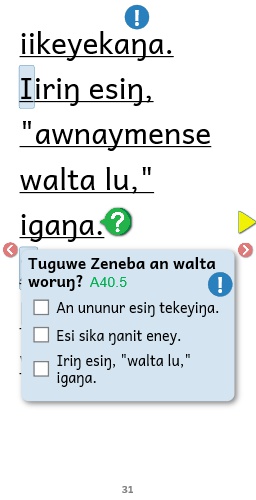 iikeyekaŋa.
Iiriŋ esiŋ,
"awnaymense
walta lu,"
igaŋa.
Tuguwe Zeneba an walta
woruŋ? A40.5
An ununur esiŋ tekeyiŋa.
Esi sika ŋanit eney.
Iriŋ esiŋ, "walta lu,"
igaŋa.
31